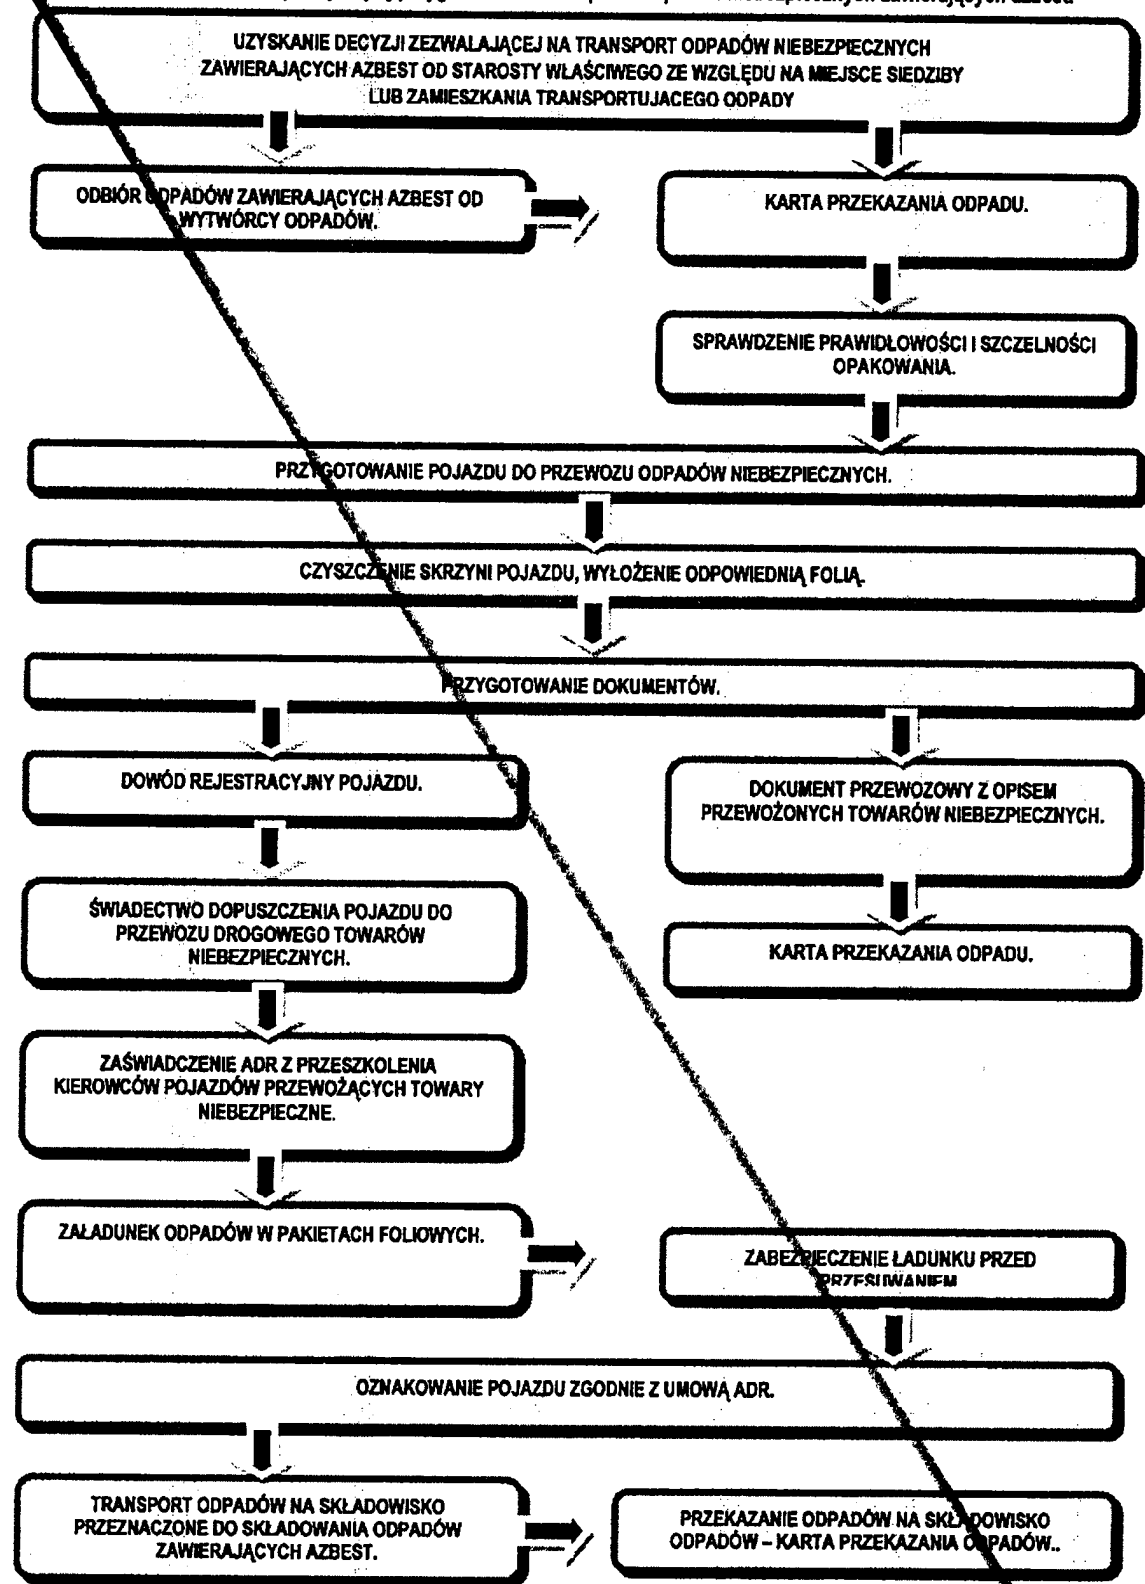 UZYSKANIE DECYZJI ZEZWALAJĄCEJ NA TRANSPORT ODPADÓW NIEBEZPIECZNYCH
ZAWIERAJĄCYCH AZBEST OD STAROSTY WŁAŚCIWEGO ZE WZGLĘDU NA MIEJSCE SIEDZIBY
LUB ZAMIESZKANIA TRANSPORTUJACEGO ODPADY
ODBIÓR ODPADÓW ZAWIERAJĄCYCH AZBEST OD
WYTWÓRCY ODPADÓW.
KARTA PRZEKAZANIA ODPADU.
SPRAWDZENIE PRAWIDŁOWOŚCI I SZCZELNOŚCI
OPAKOWANIA.
PRZYGOTOWANIE POJAZDU DO PRZEWOZU ODPADÓW NIEBEZPIECZNYCH.
CZYSZCZENIE SKRZYNI POJAZDU, WYŁOŻENIE ODPOWIEDNIĄ FOLIĄ.
PRZYGOTOWANIE DOKUMENTÓW.
DOWÓD REJESTRACYJNY POJAZDU.
ŚWIADECTWO DOPUSZCZENIA POJAZDU DO
PRZEWOZU DROGOWEGO TOWARÓW
NIEBEZPIECZNYCH.
ZAŚWIADCZENIE ADR Z PRZESZKOLENIA
KIEROWCÓW POJAZDÓW PRZEWOŻĄCYCH TOWARY
NIEBEZPIECZNE.
DOKUMENT PRZEWOZOWY Z OPISEM
PRZEWOŻONYCH TOWARÓW NIEBEZPIECZNYCH.
KARTA PRZEKAZANIA ODPADU.
ZAŁADUNEK ODPADÓW W PAKIETACH FOLIOWYCH.
ZABEZPIECZENIE ŁADUNKU PRZED
PRZESUWANIEM
OZNAKOWANIE POJAZDU ZGODNIE Z UMOWĄ ADR.
TRANSPORT ODPADÓW NA SKŁADOWISKO
PRZEZNACZONE DO SKŁADOWANIA ODPADÓW
ZAWIERAJĄCYCH AZBEST.
PRZEKAZANIE ODPADÓW NA SKŁADOWISKO
ODPADÓW – KARTA PRZEKAZANIA ODPADÓW..